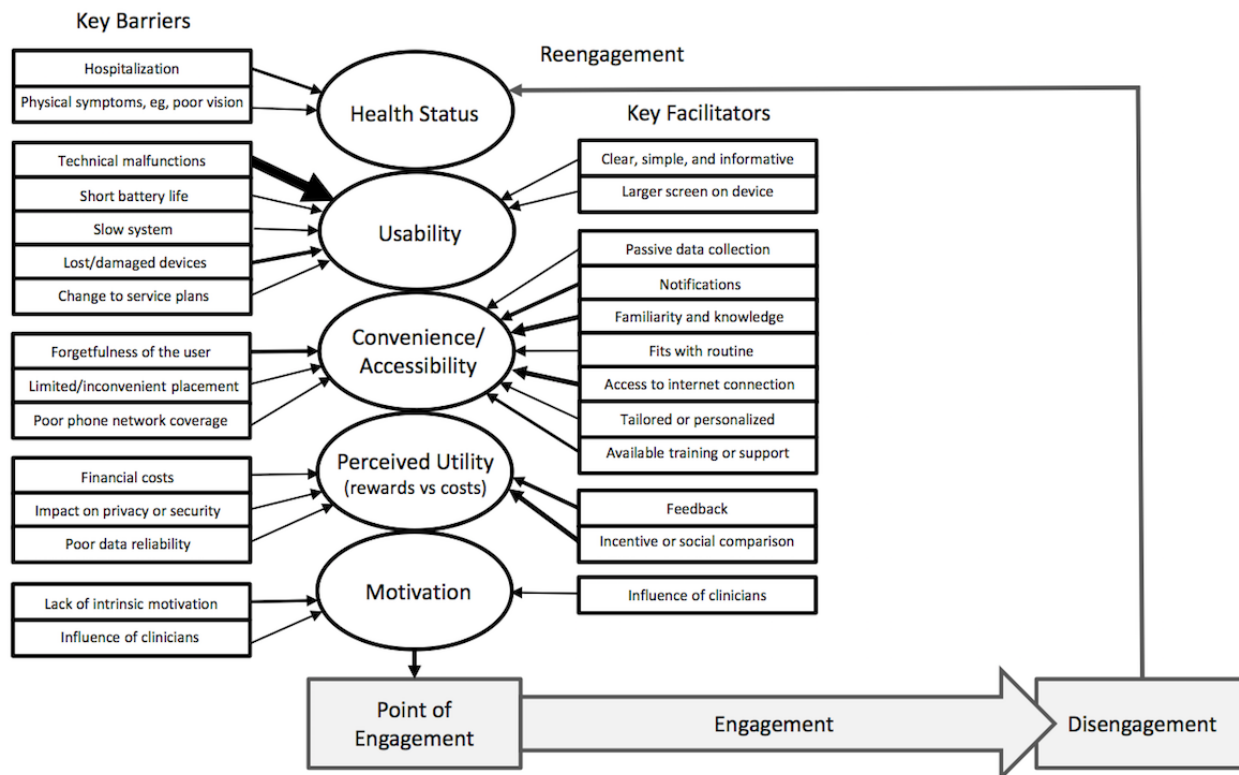 Key Barriers
Hospitalization
Physical symptoms, eg, poor vision
Technical malfunctions
Short battery life
Slow system
Lost/damaged devices
Change to service plans
Forgetfulness of the user
Limited/inconvenient placement
Poor phone network coverage
Financial costs
Impact on privacy or security
Poor data reliability
Lack of intrinsic motivation
Influence of clinicians
Health Status
Usability
Convenience/
Accessibility
Perceived Utility
(rewards vs costs)
Motivation
Reengagement
Key Facilitators
Clear, simple, and informative
Larger screen on device
Passive data collection
Notifications
Familiarity and knowledge
Fits with routine
Access to internet connection
Tailored or personalized
Available training or support
Feedback
Incentive or social comparison
Influence of clinicians
Point of
Engagement
Engagement
Disengagement